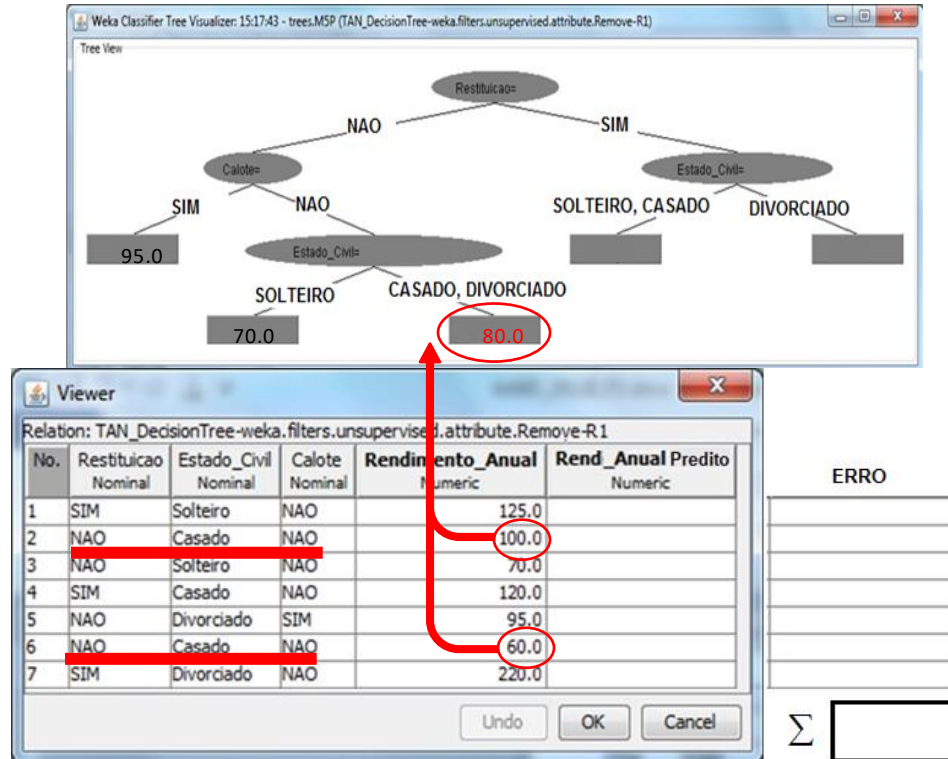 Weka Classifier Tree Visualizer: 15:17:43 - trees.M5P (TAN_DecisionTree-weka.filters.unsupervised.attribute.Remove-R1)
Tree View
Restituicao=
NAO SIM
Calote= Estado_Civil=
SIM NAO SOLTEIRO, CASADO DIVORCIADO
95.0 Estado_Civil=
SOLTEIRO CASADO, DIVORCIADO
70.0 80.0
Viewer
Relation: TAN_DecisionTree-weka.filters.unsupervised.attribute.Remove-R1
No. Restituicao Estado_Civil Calote Rendimento_Anual Rend_Anual Predito ERRO
Nominal Nominal Nominal Numeric Numeric
1 SIM Solteiro NAO 125.0
2 NAO Casado NAO 100.0
3 NAO Solteiro NAO 70.0
4 SIM Casado NAO 120.0
5 NAO Divorciado SIM 95.0
6 NAO Casado NAO 60.0
7 SIM Divorciado NAO 220.0
Undo OK Cancel ∑